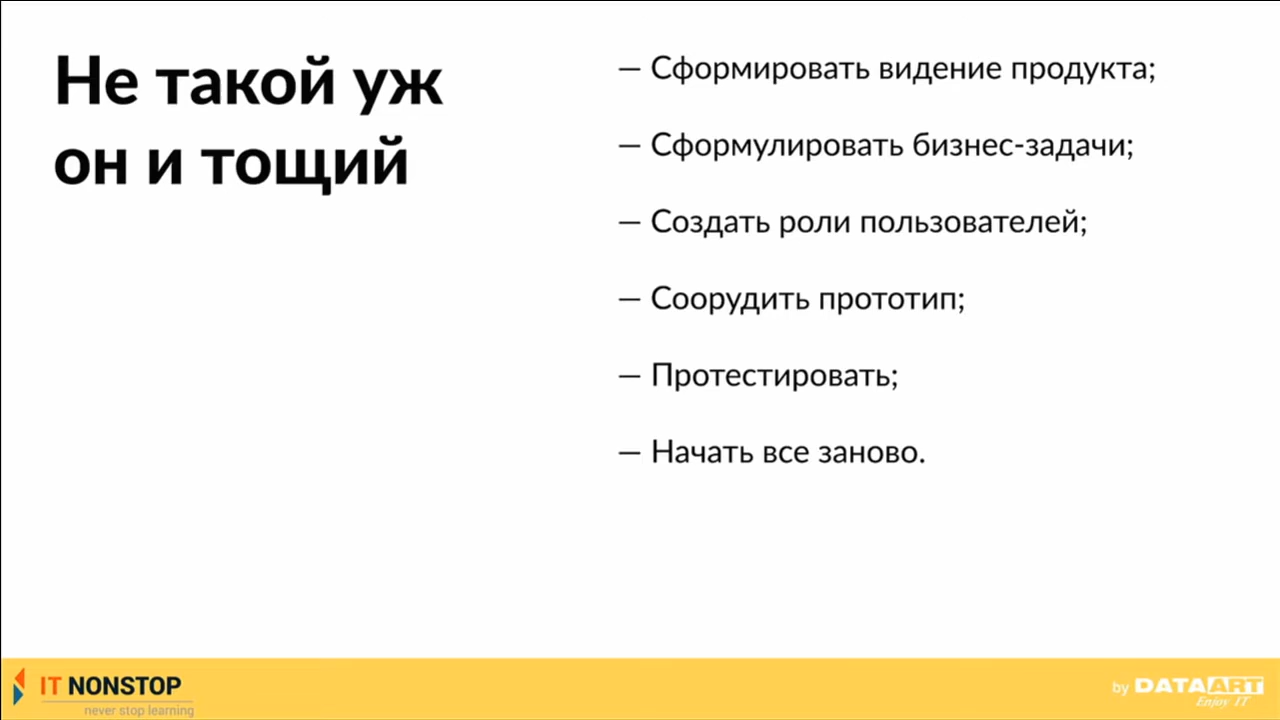 Не такой уж
он и тощий
— Сформировать видение продукта;
— Сформулировать бизнес-задачи;
— Создать роли пользователей;
— Соорудить прототип;
— Протестировать;
— Начать все заново.
IT NONSTOP
never stop learning
by DATAART
Enjoy IT